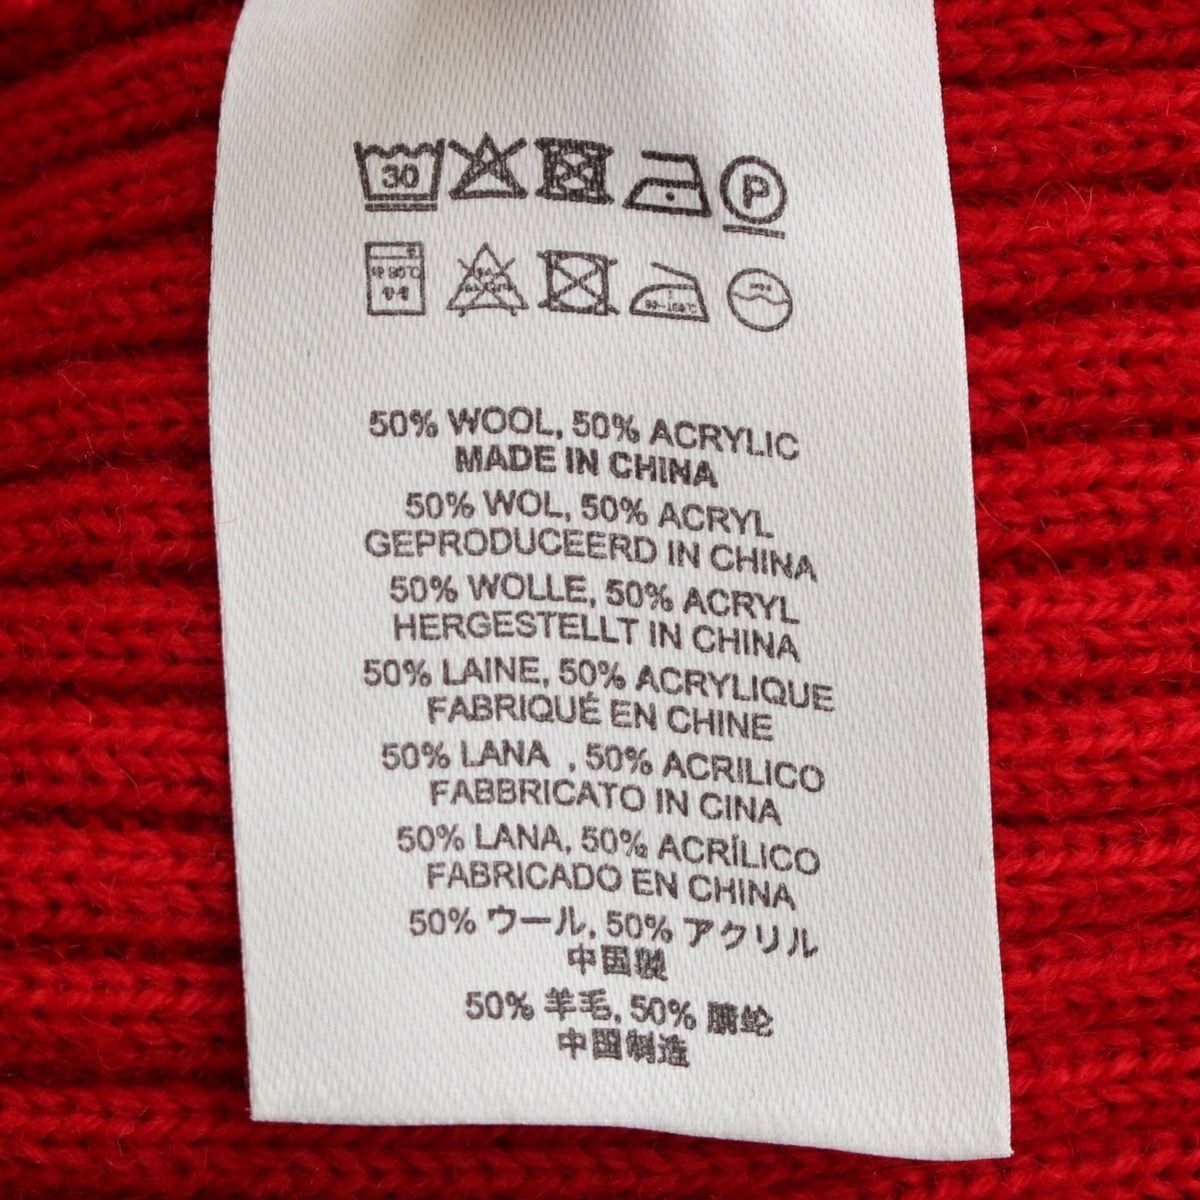 30
P
50% WOOL, 50% ACRYLIC
MADE IN CHINA
50% WOL, 50% ACRYL
GEPRODUCEERD IN CHINA
50% WOLLE, 50% ACRYL
HERGESTELLT IN CHINA
50% LAINE, 50% ACRYLIQUE
FABRIQUÉ EN CHINE
50% LANA , 50% ACRILICO
FABBRICATO IN CINA
50% LANA, 50% ACRÍLICO
FABRICADO EN CHINA
50% ウール, 50% アクリル
中国製
50% 羊毛, 50% 腈纶
中国制造